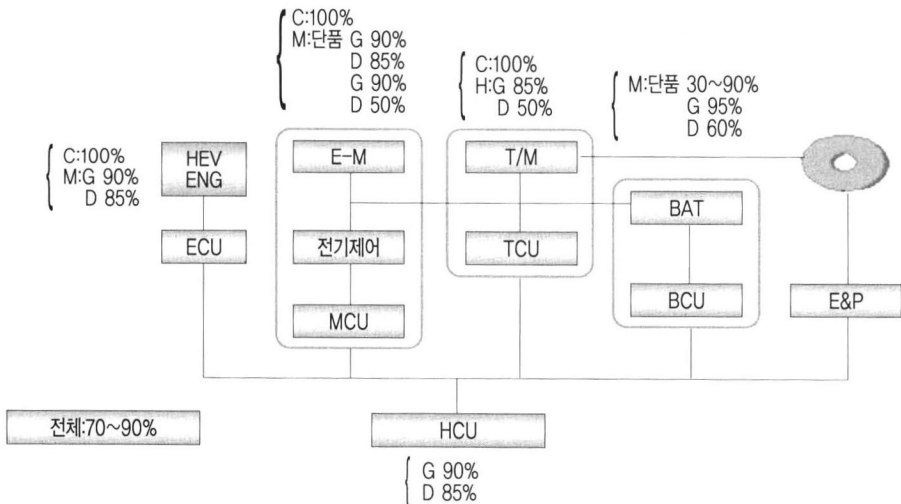 C:100%
M:단품 G 90%
D 85%
G 90%
D 50%
C:100%
H:G 85%
D 50%
M:단품 30~90%
G 95%
D 60%
C:100%
M:G 90%
D 85%
HEV
ENG
E-M
T/M
BAT
ECU
전기제어
TCU
MCU
BCU
E&P
전체:70~90%
HCU
G 90%
D 85%